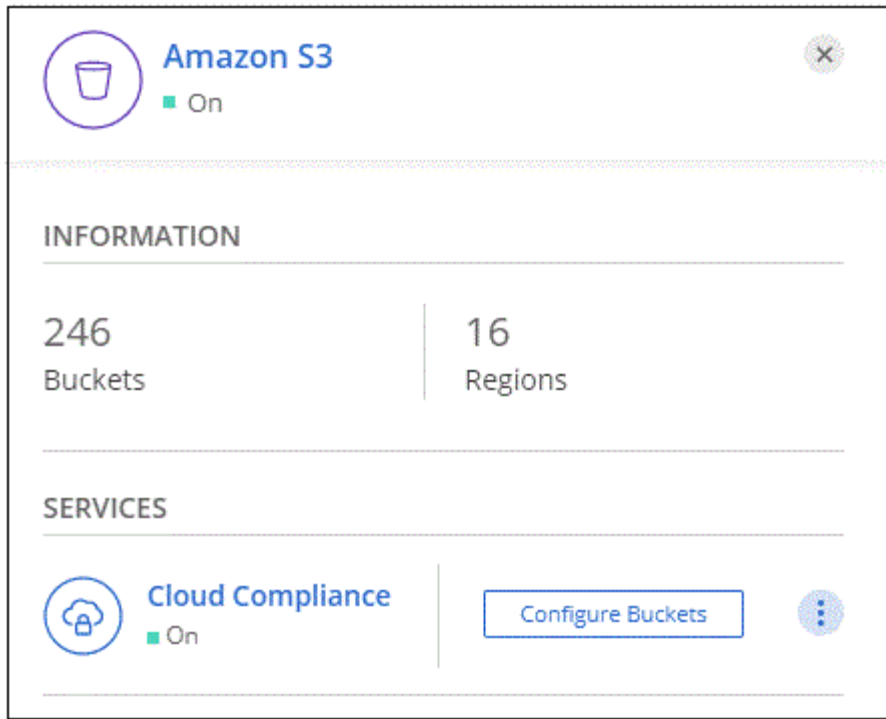 Amazon S3
On
INFORMATION
246
Buckets
16
Regions
SERVICES
Cloud Compliance
On
Configure Buckets